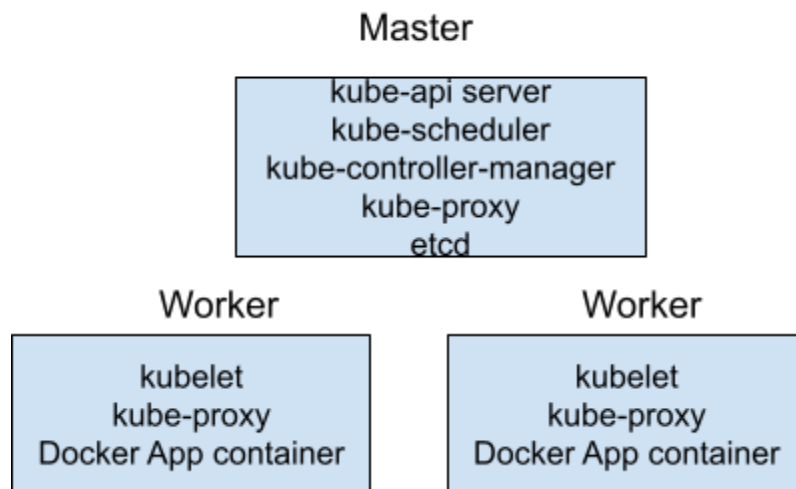 Master
kube-api server
kube-scheduler
kube-controller-manager
kube-proxy
etcd
Worker
kubelet
kube-proxy
Docker App container
Worker
kubelet
kube-proxy
Docker App container